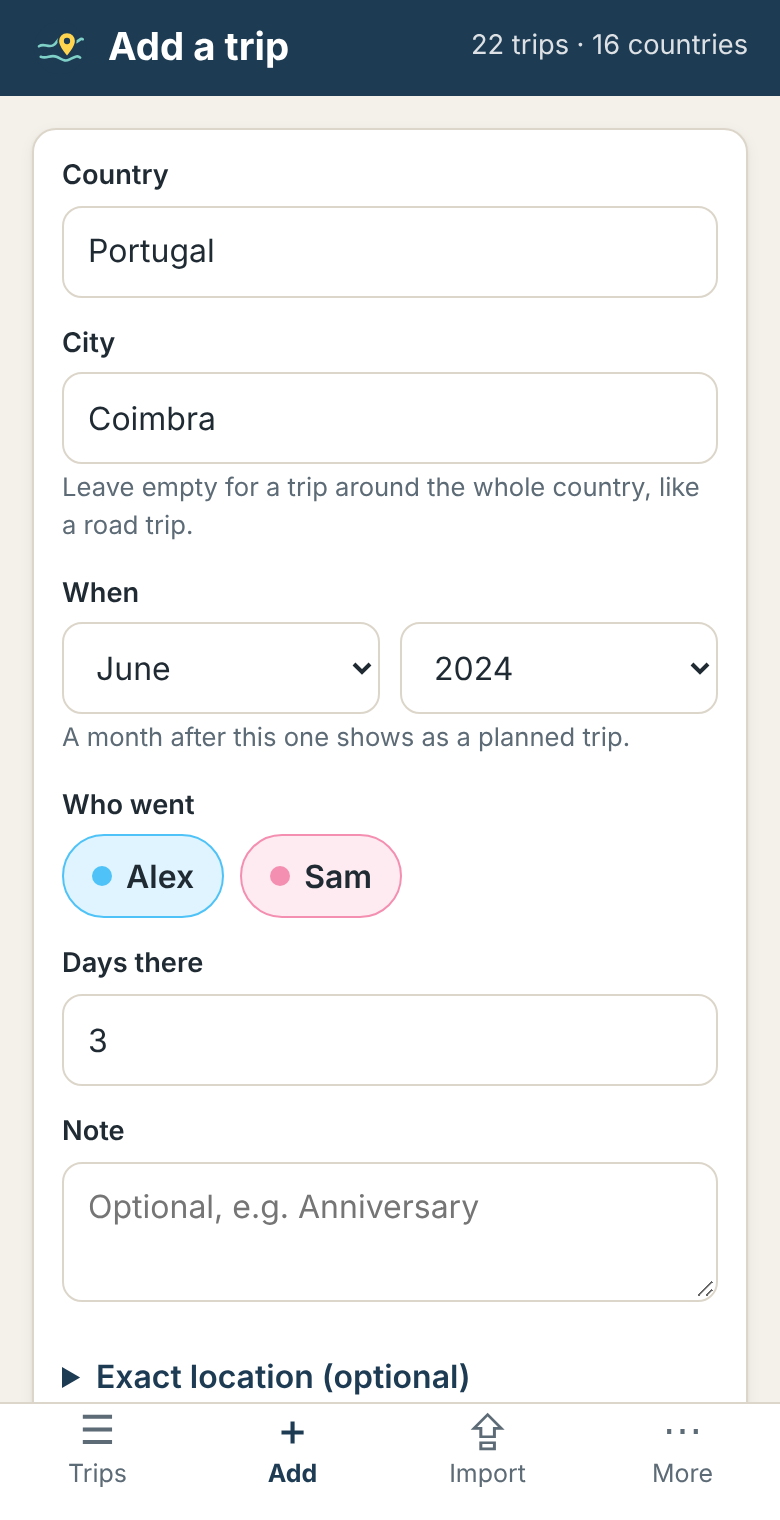 Add a trip
22 trips · 16 countries
Country
Portugal
City
Coimbra
Leave empty for a trip around the whole country, like
a road trip.
When
June
2024
A month after this one shows as a planned trip.
Who went
Alex
Sam
Days there
3
Note
Optional, e.g. Anniversary
Exact location (optional)
Trips
Add
Import
More